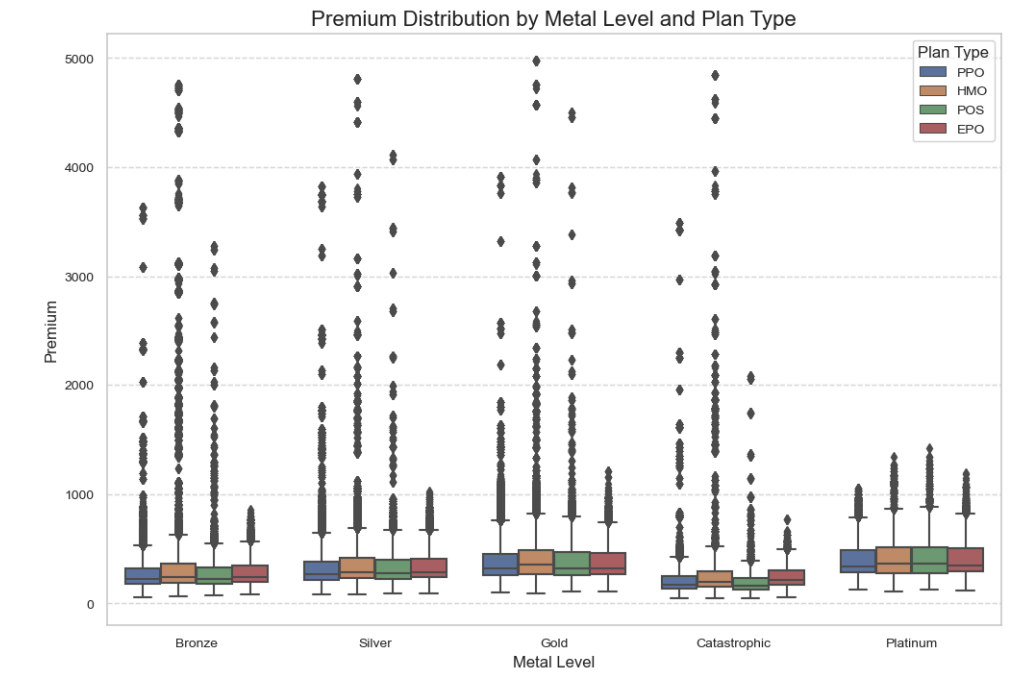 Premium Distribution by Metal Level and Plan Type
Plan Type
PPO
HMO
POS
EPO
5000
4000
3000
2000
1000
0
Premium
Bronze
Silver
Gold
Catastrophic
Platinum
Metal Level